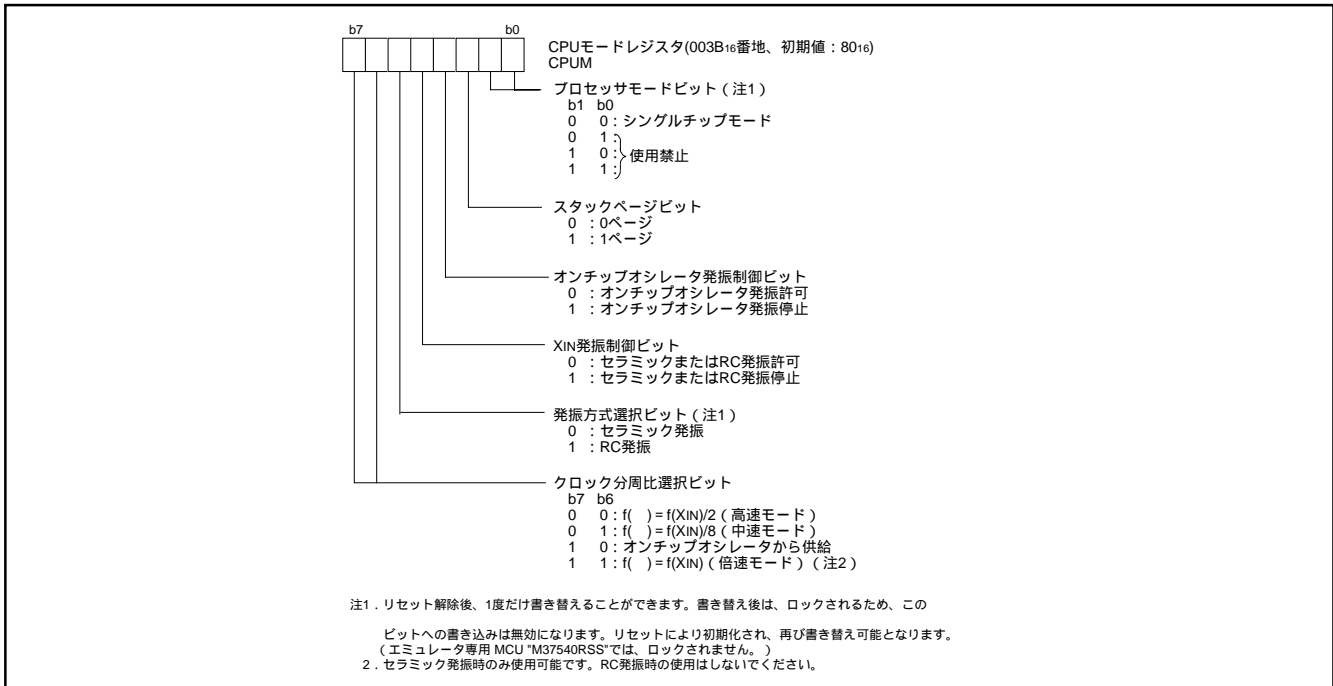 b7 b0
CPUモードレジスタ(003B16番地、初期値：8016)
CPUM
プロセッサモードビット（注1）
b1 b0
0 0：シングルチップモード
0 1：
1 0： 使用禁止
1 1：
スタックページビット
0 ：0ページ
1 ：1ページ
オンチップオシレータ発振制御ビット
0 ：オンチップオシレータ発振許可
1 ：オンチップオシレータ発振停止
XIN発振制御ビット
0 ：セラミックまたはRC発振許可
1 ：セラミックまたはRC発振停止
発振方式選択ビット（注1）
0 ：セラミック発振
1 ：RC発振
クロック分周比選択ビット
b7 b6
0 0：f( )＝f(XIN)/2（高速モード）
0 1：f( )＝f(XIN)/8（中速モード）
1 0：オンチップオシレータから供給
1 1：f( )＝f(XIN)（倍速モード）（注2）
注1．リセット解除後、1度だけ書き替えることができます。書き替え後は、ロックされるため、この
ビットへの書き込みは無効になります。リセットにより初期化され、再び書き替え可能となります。
（エミュレータ専用 MCU "M37540RSS"では、ロックされません。）
2．セラミック発振時のみ使用可能です。RC発振時の使用はしないでください。